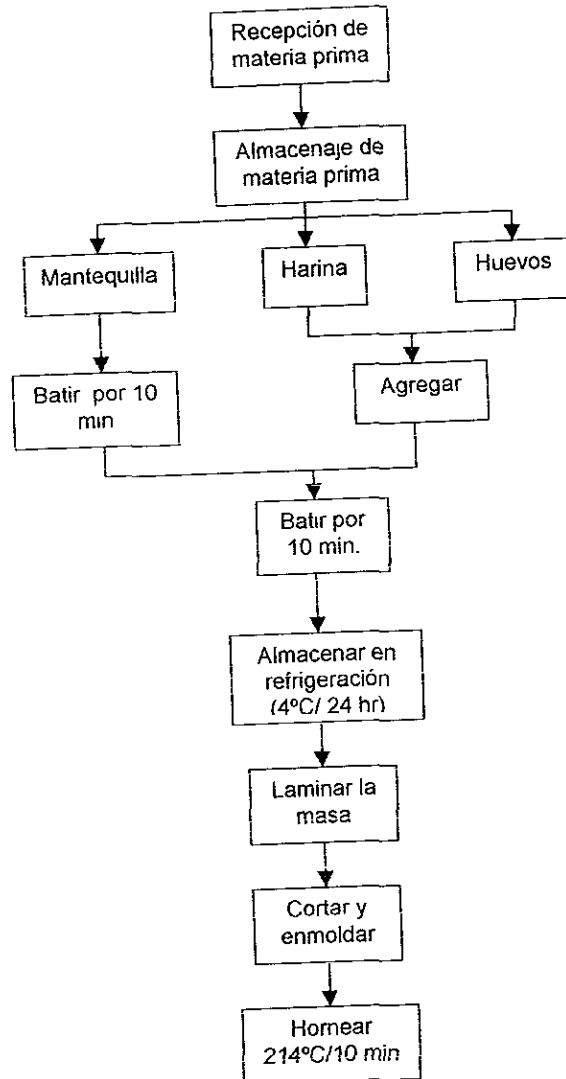 Recepción de
materia prima
Almacenaje de
materia prima
Mantequilla
Harina
Huevos
Batir por 10
min
Agregar
Batir por
10 min.
Almacenar en
refrigeración
(4ºC/ 24 hr)
Laminar la
masa
Cortar y
enmoldar
Hornear
214ºC/10 min